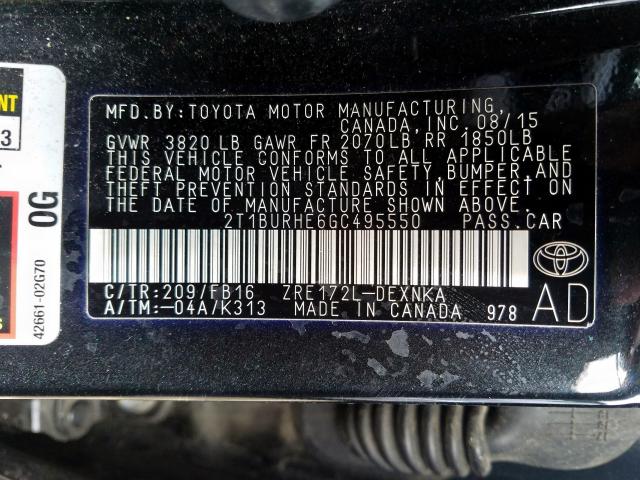 MFD.BY:TOYOTA MOTOR MANUFACTURING,
CANADA, INC. 08/15
GVWR 3820 LB GAWR FR 2070LB RR 1850LB
THIS VEHICLE CONFORMS TO ALL APPLICABLE
FEDERAL MOTOR VEHICLE SAFETY, BUMPER, AND
THEFT PREVENTION STANDARDS IN EFFECT ON
THE DATE OF MANUFACTURE SHOWN ABOVE.
2T1BURHE6GC495550 PASS.CAR
C/TR:209/FB16 ZRE172L-DEXNKA
A/TM:-04A/K313 MADE IN CANADA 978
AD
NT
3
0G
42661-02G70